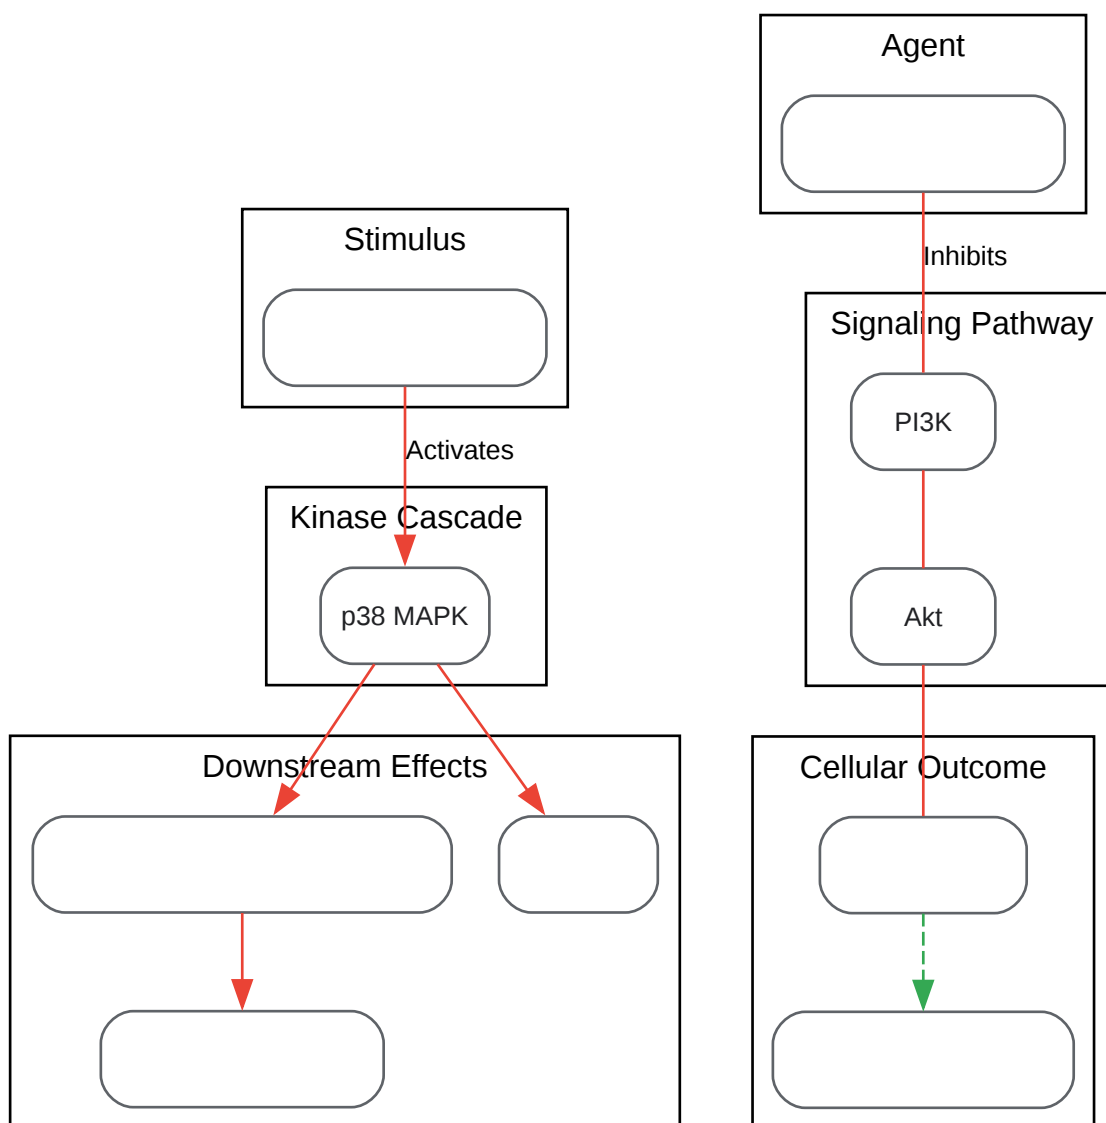 Agent
Stimulus
Inhibits
Signaling Pathway
PI3K
Activates
Kinase Cascade
p38 MAPK
Akt
Downstream Effects
Cellular Outcome